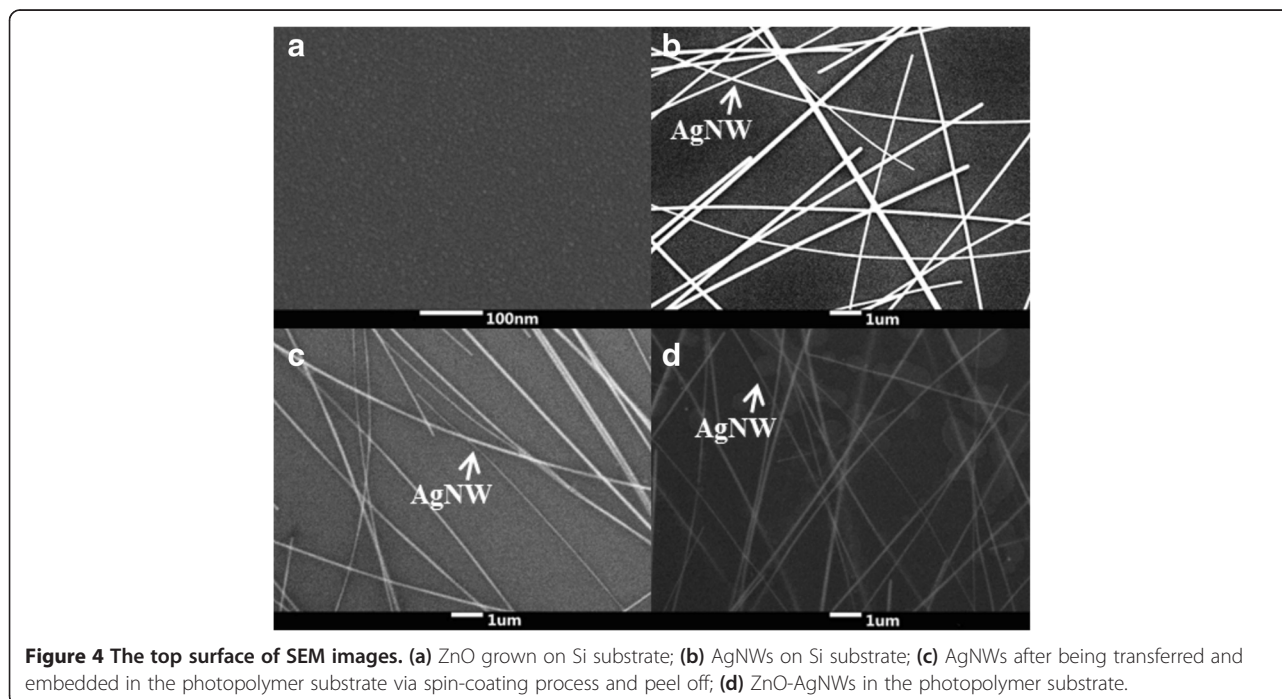 a
b
AgNW
100nm
1um
c
d
AgNW
AgNW
1um
1um
Figure 4 The top surface of SEM images. (a) ZnO grown on Si substrate; (b) AgNWs on Si substrate; (c) AgNWs after being transferred and
embedded in the photopolymer substrate via spin-coating process and peel off; (d) ZnO-AgNWs in the photopolymer substrate.